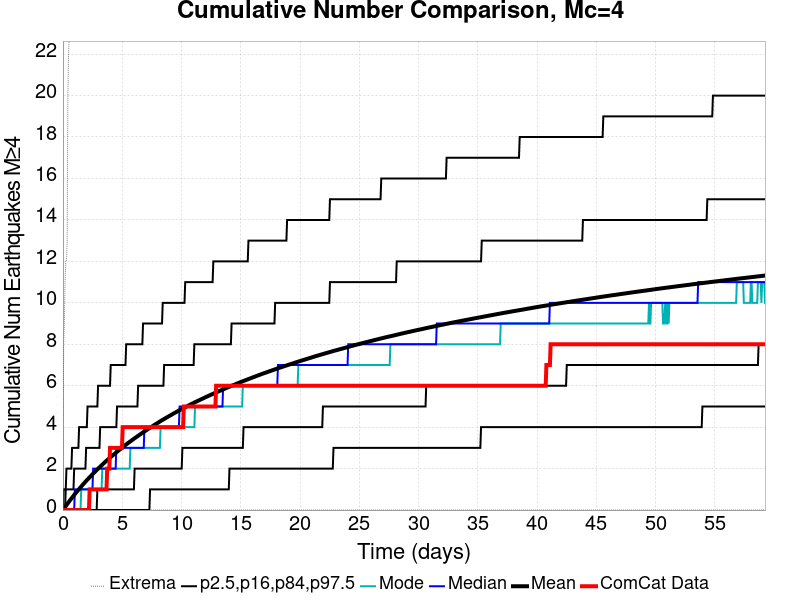 Cumulative Number Comparison, Mc=4
Cumulative Num Earthquakes M≥4
22
20
18
16
14
12
10
8
6
4
2
0
0 5 10 15 20 25 30 35 40 45 50 55
Time (days)
Extrema p2.5,p16,p84,p97.5 Mode Median Mean ComCat Data